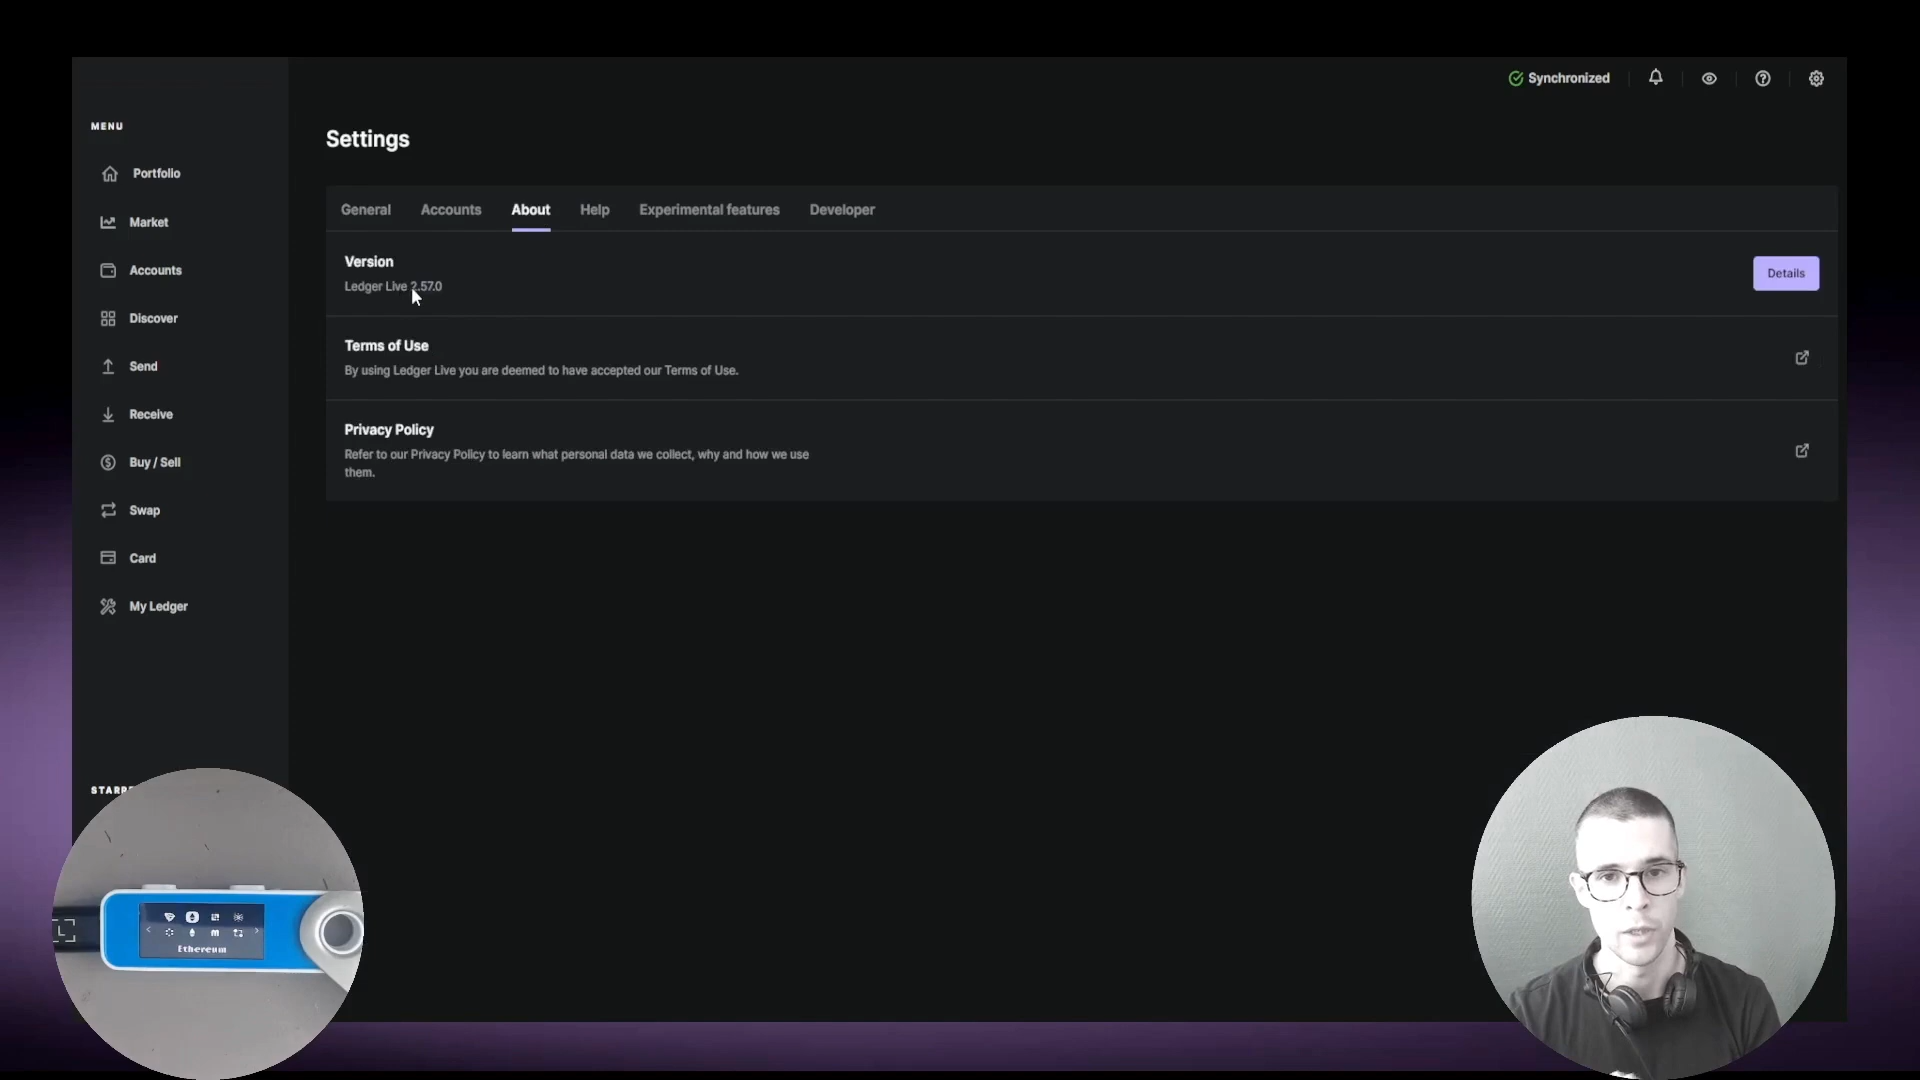 Synchronized
MENU
Portfolio
Market
Accounts
Discover
Send
Receive
Buy / Sell
Swap
Card
My Ledger
Settings
General Accounts About Help Experimental features Developer
Version
Ledger Live 2.57.0
Details
Terms of Use
By using Ledger Live you are deemed to have accepted our Terms of Use.
Privacy Policy
Refer to our Privacy Policy to learn what personal data we collect, why and how we use
them.
Ethereum